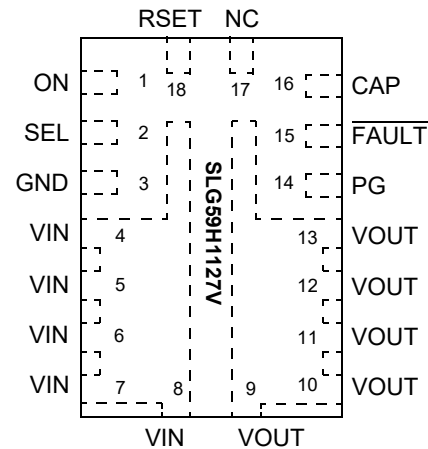 RSET NC
ON 1 18 17 16 CAP
SEL 2 15 FAULT
GND 3 14 PG
SLG59H1127V
VIN 4 13 VOUT
VIN 5 12 VOUT
VIN 6 11 VOUT
VIN 7 8 9 10 VOUT
VIN VOUT